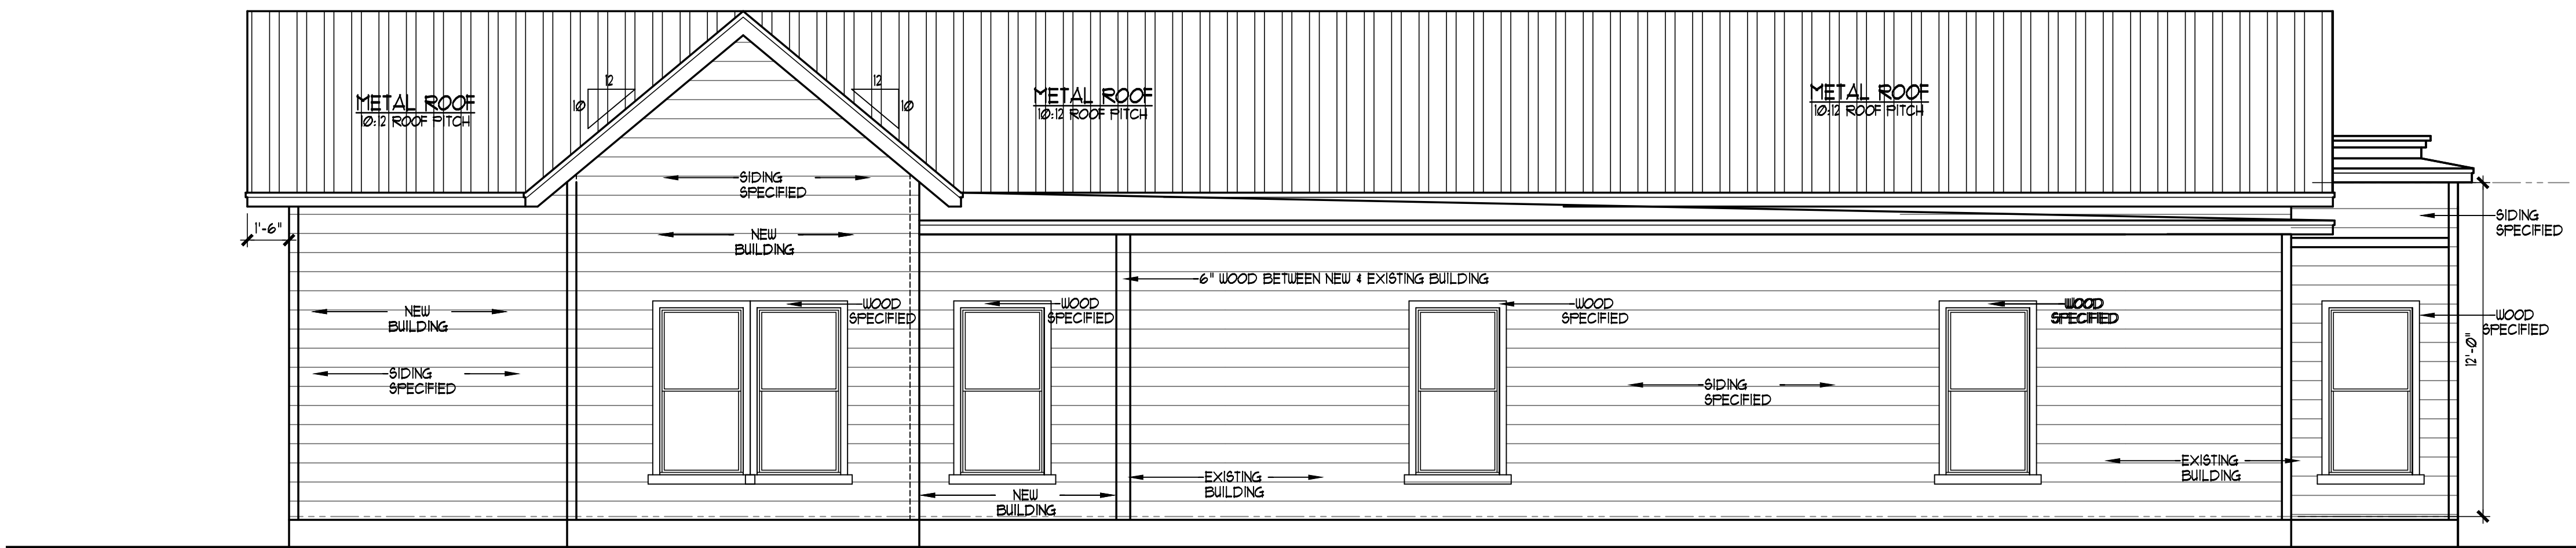 METAL ROOF
10:12 ROOF PITCH
12
10
12
10
METAL ROOF
10:12 ROOF PITCH
METAL ROOF
10:12 ROOF PITCH
SIDING
SPECIFIED
1'-6"
NEW
BUILDING
SIDING
SPECIFIED
6" WOOD BETWEEN NEW & EXISTING BUILDING
NEW
BUILDING
WOOD
SPECIFIED
WOOD
SPECIFIED
WOOD
SPECIFIED
WOOD
SPECIFIED
WOOD
SPECIFIED
12'-0"
SIDING
SPECIFIED
SIDING
SPECIFIED
EXISTING
BUILDING
EXISTING
BUILDING
NEW
BUILDING